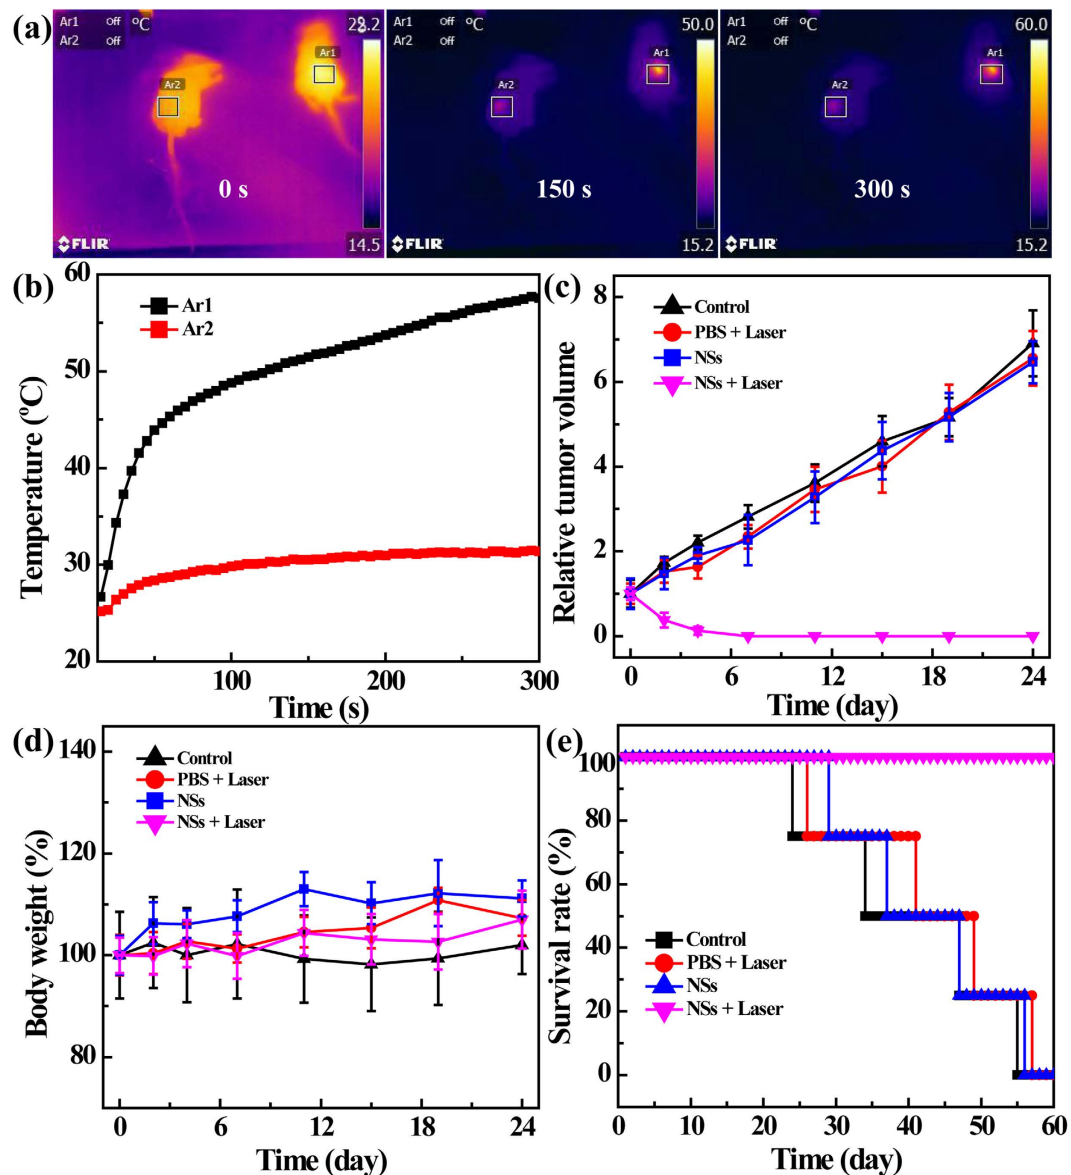 (a)
Ar1 Off °C
Ar2 Off
Ar1
Ar2
0 s
14.5
FLIR
50.0
Ar1 Off °C
Ar2 Off
Ar1
Ar2
150 s
15.2
FLIR
60.0
Ar1 Off °C
Ar2 Off
Ar1
Ar2
300 s
15.2
FLIR
(b)
Ar1
Ar2
60
50
40
30
20
100
200
300
Temperature (°C)
Time (s)
(c)
Control
PBS + Laser
NSs
NSs + Laser
8
6
4
2
0
0
6
12
18
24
Relative tumor volume
Time (day)
(d)
Control
PBS + Laser
NSs
NSs + Laser
140
120
100
80
0
6
12
18
24
Body weight (%)
Time (day)
(e)
Control
PBS + Laser
NSs
NSs + Laser
100
80
60
40
20
0
0
10
20
30
40
50
60
Survival rate (%)
Time (day)